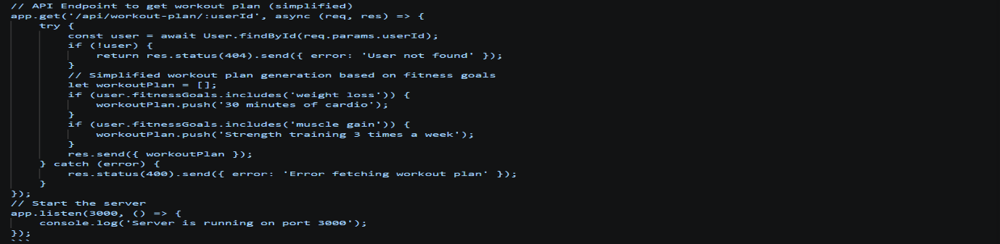 // API Endpoint to get workout plan (simplified)
app.get('/api/workout-plan/:userId', async (req, res) => {
    try {
        const user = await User.findById(req.params.userId);
        if (!user) {
            return res.status(404).send({ error: 'User not found' });
        }
        // Simplified workout plan generation based on fitness goals
        let workoutPlan = [];
        if (user.fitnessGoals.includes('weight loss')) {
            workoutPlan.push('30 minutes of cardio');
        }
        if (user.fitnessGoals.includes('muscle gain')) {
            workoutPlan.push('Strength training 3 times a week');
        }
        res.send({ workoutPlan });
    } catch (error) {
        res.status(400).send({ error: 'Error fetching workout plan' });
    }
});
// Start the server
app.listen(3000, () => {
    console.log('Server is running on port 3000');
});
```